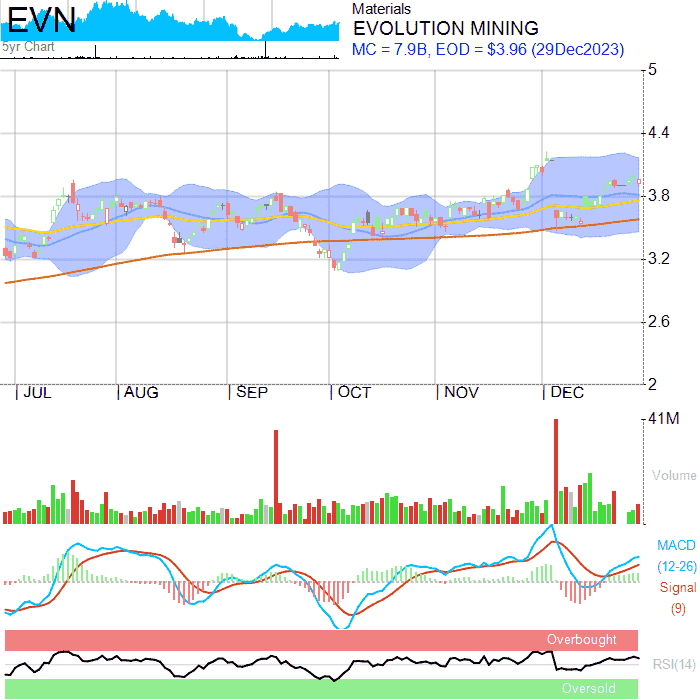 EVN
5yr Chart
Materials
EVOLUTION MINING
MC = 7.9B, EOD = $3.96 (29Dec2023)
5
4.4
3.8
3.2
2.6
2
JUL AUG SEP OCT NOV DEC
41M
Volume
MACD
(12-26)
Signal
(9)
Overbought
RSI(14)
Oversold